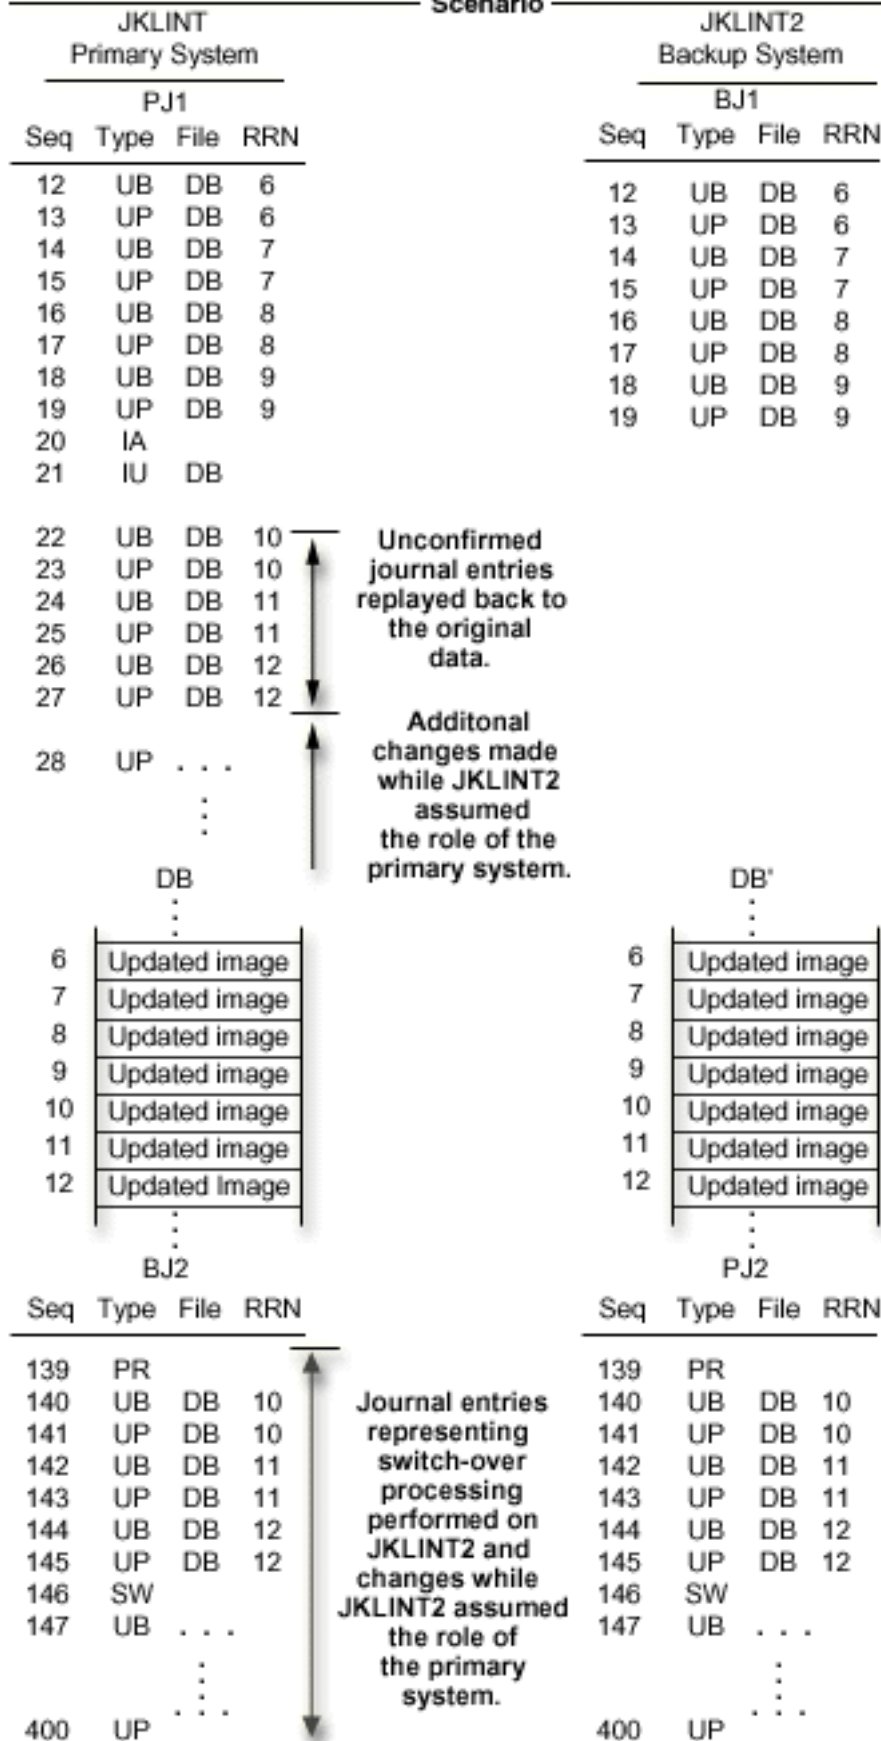 Scenario
JKLINT
Primary System
PJ1
Seq Type File RRN
12 UB DB 6
13 UP DB 6
14 UB DB 7
15 UP DB 7
16 UB DB 8
17 UP DB 8
18 UB DB 9
19 UP DB 9
20 IA
21 IU DB
22 UB DB 10
23 UP DB 10
24 UB DB 11
25 UP DB 11
26 UB DB 12
27 UP DB 12
28 UP . . .
Unconfirmed
journal entries
replayed back to
the original
data.
Additonal
changes made
while JKLINT2
assumed
the role of the
primary system.
JKLINT2
Backup System
BJ1
Seq Type File RRN
12 UB DB 6
13 UP DB 6
14 UB DB 7
15 UP DB 7
16 UB DB 8
17 UP DB 8
18 UB DB 9
19 UP DB 9
DB
6 Updated image
7 Updated image
8 Updated image
9 Updated image
10 Updated image
11 Updated image
12 Updated Image
DB'
6 Updated image
7 Updated image
8 Updated image
9 Updated image
10 Updated image
11 Updated image
12 Updated image
BJ2
Seq Type File RRN
139 PR
140 UB DB 10
141 UP DB 10
142 UB DB 11
143 UP DB 11
144 UB DB 12
145 UP DB 12
146 SW
147 UB . . .
. . .
400 UP
Journal entries
representing
switch-over
processing
performed on
JKLINT2 and
changes while
JKLINT2 assumed
the role of
the primary
system.
PJ2
Seq Type File RRN
139 PR
140 UB DB 10
141 UP DB 10
142 UB DB 11
143 UP DB 11
144 UB DB 12
145 UP DB 12
146 SW
147 UB . . .
. . .
400 UP